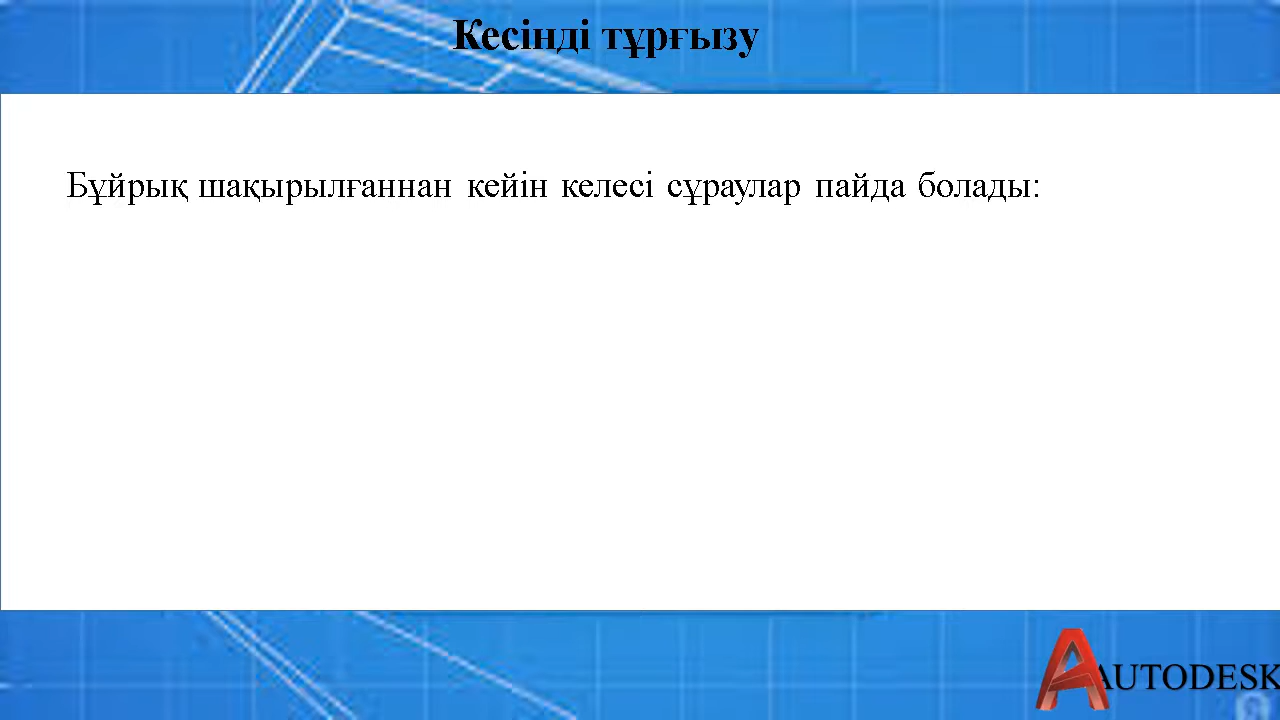 Кесінді тұрғызу
Бұйрық шақырылғаннан кейін келесі сұраулар пайда болады:
AUTODESK